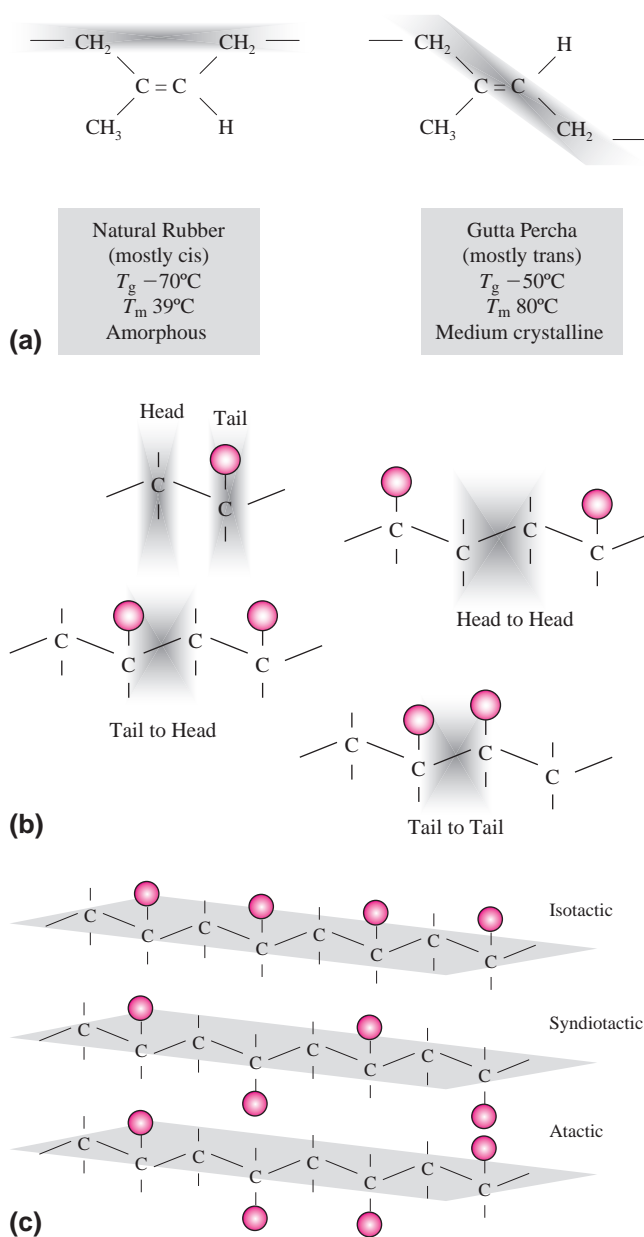 CH2 CH2 CH2 H
C = C C = C
CH3 H CH3 CH2
Natural Rubber
(mostly cis)
Tg −70ºC
Tm 39ºC
Amorphous
Gutta Percha
(mostly trans)
Tg −50ºC
Tm 80ºC
Medium crystalline
(a)
Head Tail
C C
C C C C
Head to Head
C C C C
Tail to Head
C C C C
Tail to Tail
(b)
Isotactic
C C C C C C C C
Syndiotactic
C C C C C C C C
Atactic
C C C C C C C C
(c)